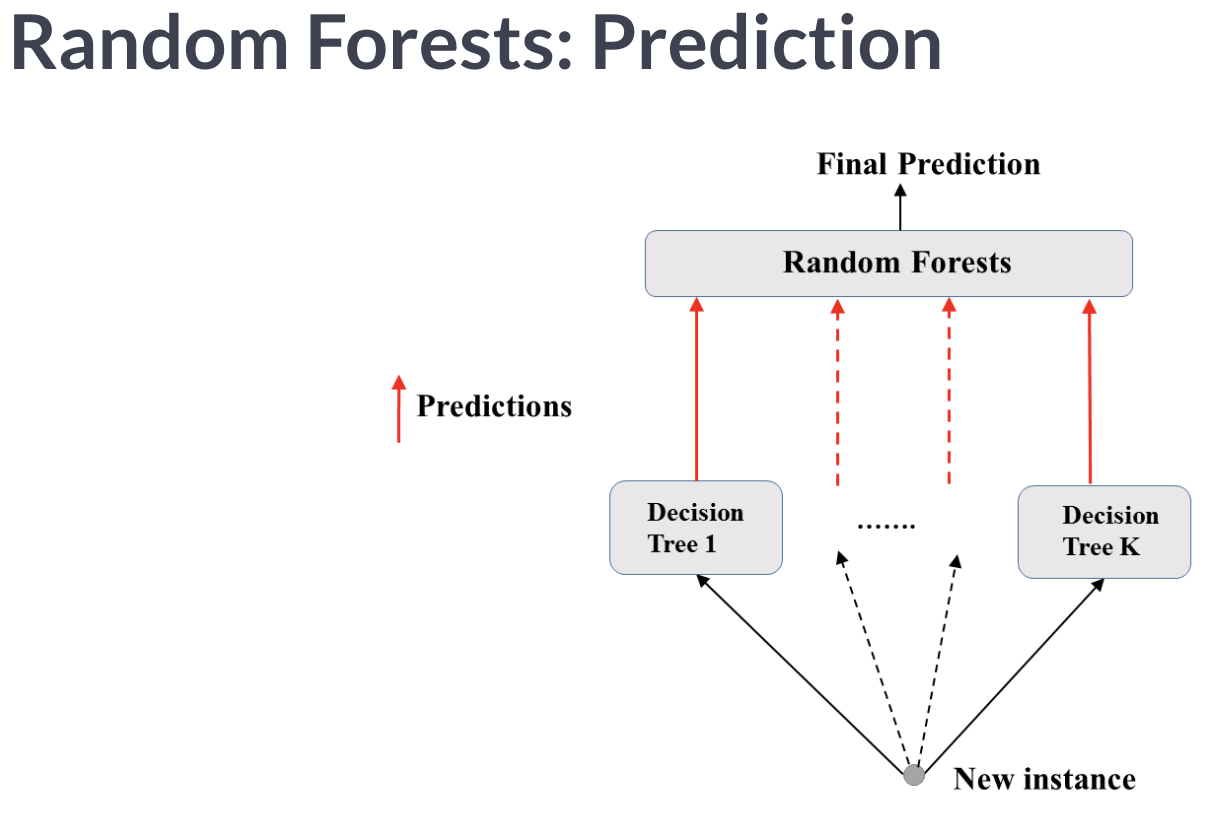 Random Forests: Prediction
Final Prediction
Random Forests
Predictions
Decision
Tree 1
.......
Decision
Tree K
New instance